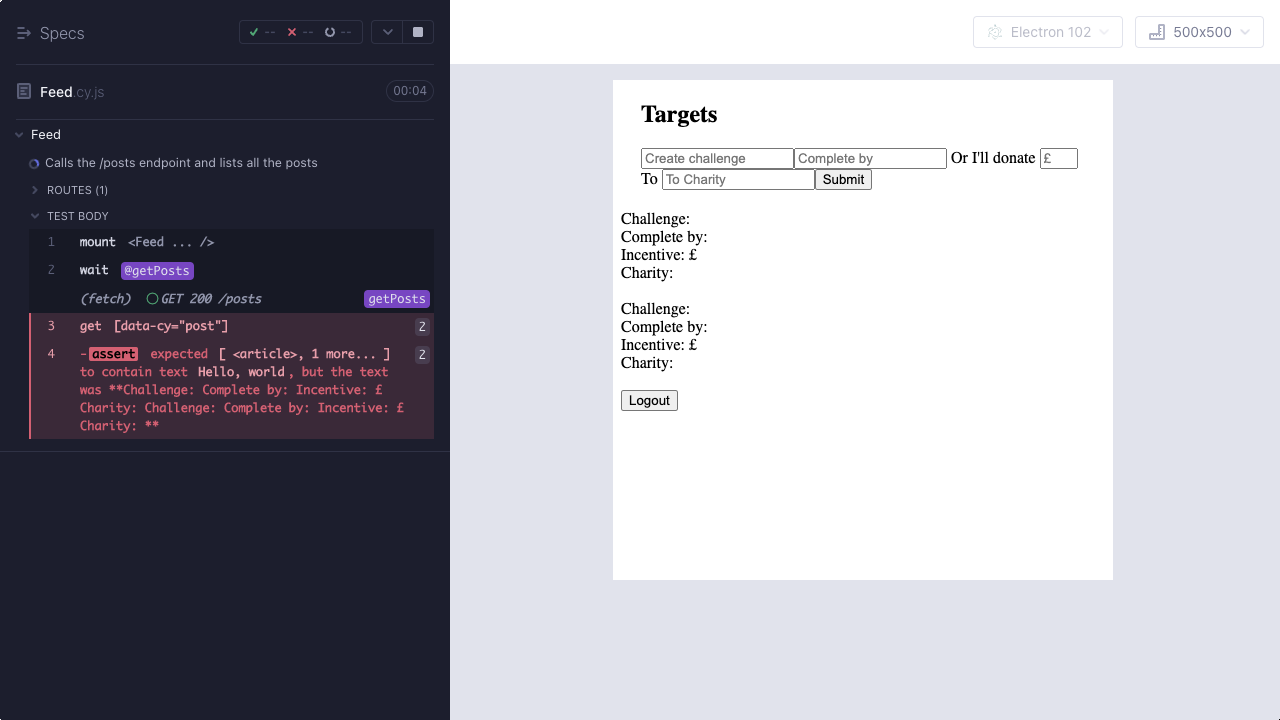 Specs
-- -- --
Feed.cy.js
00:04
Feed
Calls the /posts endpoint and lists all the posts
ROUTES (1)
TEST BODY
1 mount <Feed ... />
2 wait @getPosts
(fetch) GET 200 /posts getPosts
3 get [data-cy="post"] 2
4 -assert expected [ <article>, 1 more... ] 2
to contain text Hello, world, but the text
was **Challenge: Complete by: Incentive: £
Charity: Challenge: Complete by: Incentive: £
Charity: **
Electron 102
500x500
Targets
Create challenge Complete by Or I'll donate £
To To Charity Submit
Challenge:
Complete by:
Incentive: £
Charity:
Challenge:
Complete by:
Incentive: £
Charity:
Logout